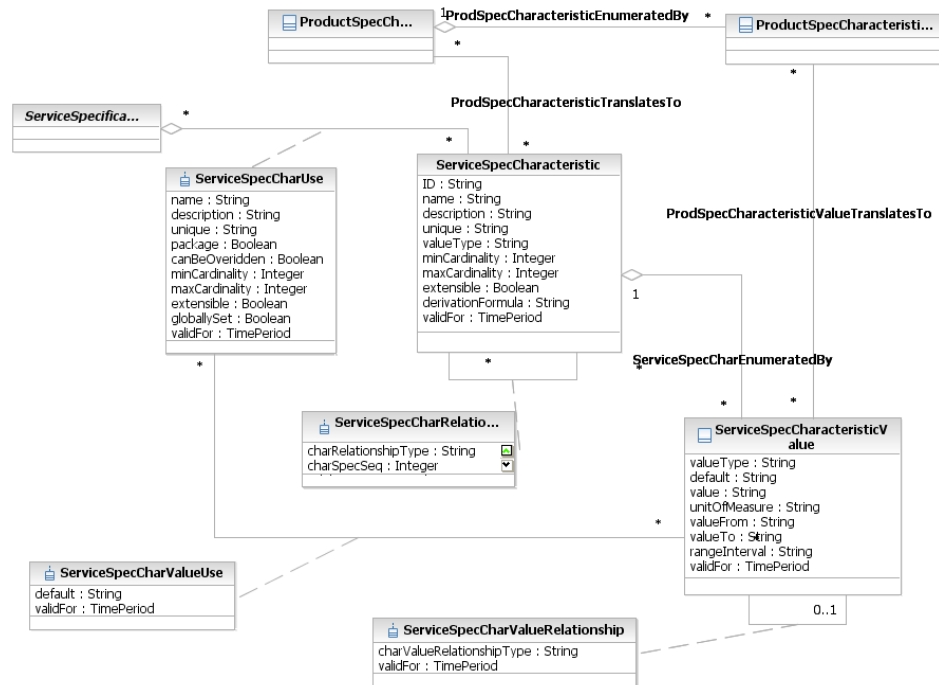 ProductSpecCh...
1
ProdSpecCharacteristicEnumeratedBy
*
ProductSpecCharacteristi...
*
*
ProdSpecCharacteristicTranslatesTo
ServiceSpecifica...
*
*
*
ServiceSpecCharUse
name : String
description : String
unique : String
package : Boolean
canBeOveridden : Boolean
minCardinality : Integer
maxCardinality : Integer
extensible : Boolean
globallySet : Boolean
validFor : TimePeriod
ServiceSpecCharacteristic
ID : String
name : String
description : String
unique : String
valueType : String
minCardinality : Integer
maxCardinality : Integer
extensible : Boolean
derivationFormula : String
validFor : TimePeriod
ProdSpecCharacteristicValueTranslatesTo
1
*
*
*
ServiceSpecCharEnumeratedBy
*
*
ServiceSpecCharRelatio...
charRelationshipType : String
charSpecSeq : Integer
ServiceSpecCharacteristicV
alue
valueType : String
default : String
value : String
unitOfMeasure : String
valueFrom : String
valueTo : String
rangeInterval : String
validFor : TimePeriod
*
*
0..1
ServiceSpecCharValueUse
default : String
validFor : TimePeriod
ServiceSpecCharValueRelationship
charValueRelationshipType : String
validFor : TimePeriod